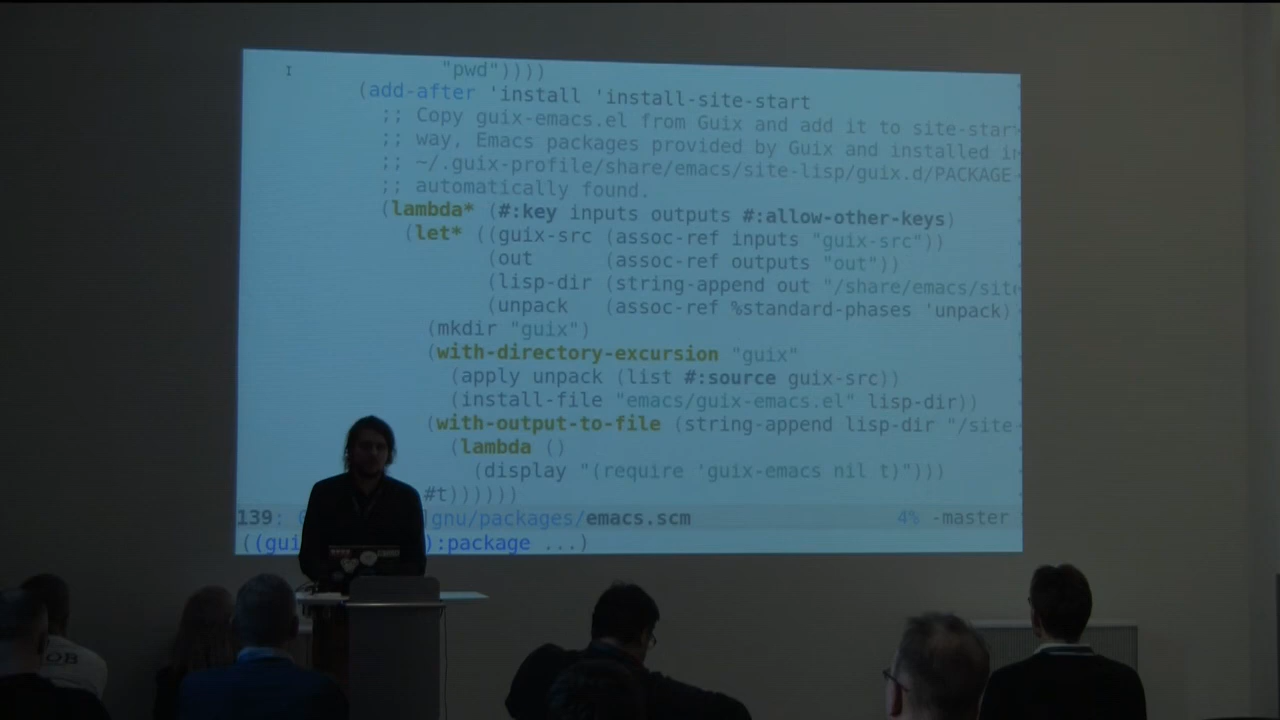 "pwd"))))
(add-after 'install 'install-site-start
;; Copy guix-emacs.el from Guix and add it to site-start
;; way, Emacs packages provided by Guix and installed in
;; ~/.guix-profile/share/emacs/site-lisp/guix.d/PACKAGE-
;; automatically found.
(lambda* (#:key inputs outputs #:allow-other-keys)
(let* ((guix-src (assoc-ref inputs "guix-src"))
(out (assoc-ref outputs "out"))
(lisp-dir (string-append out "/share/emacs/site
(unpack (assoc-ref %standard-phases 'unpack)
(mkdir "guix")
(with-directory-excursion "guix"
(apply unpack (list #:source guix-src))
(install-file "emacs/guix-emacs.el" lisp-dir))
(with-output-to-file (string-append lisp-dir "/site-
(lambda ()
(display "(require 'guix-emacs nil t)")))
#t))))))
139: gnu/packages/emacs.scm 4% -master
((gui ):package ...)
OB